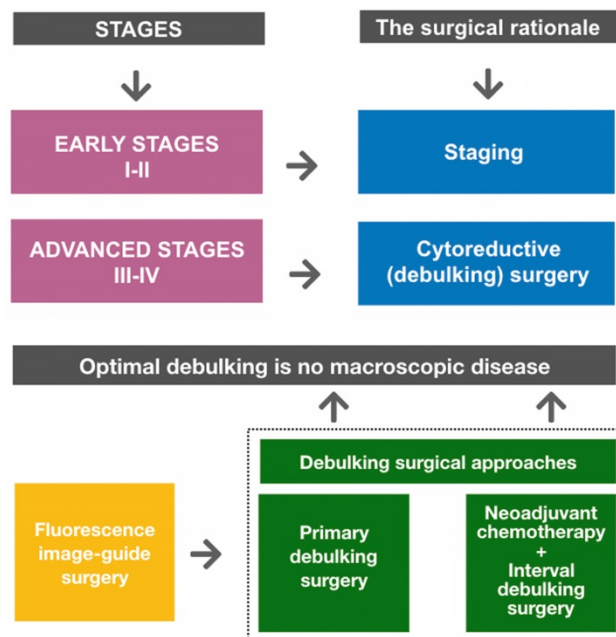 STAGES
The surgical rationale
EARLY STAGES
I-II
Staging
ADVANCED STAGES
III-IV
Cytoreductive
(debulking) surgery
Optimal debulking is no macroscopic disease
Debulking surgical approaches
Fluorescence
image-guide
surgery
Primary
debulking
surgery
Neoadjuvant
chemotherapy
+
Interval
debulking
surgery